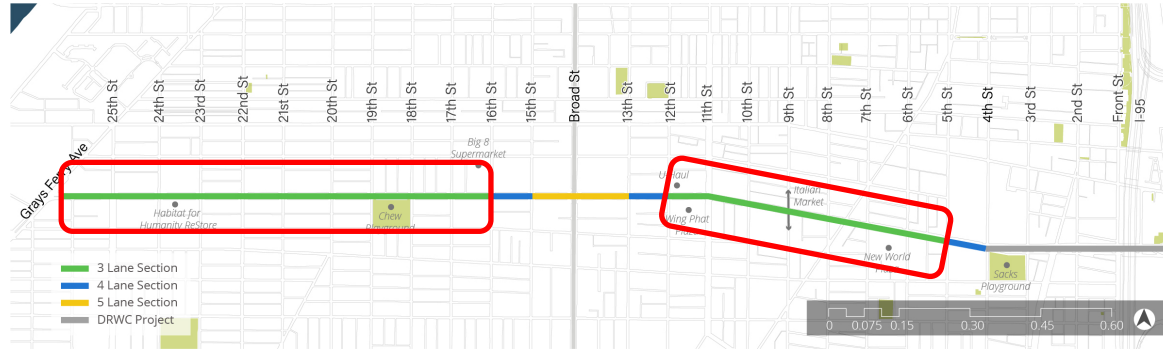 25th St
24th St
23rd St
22nd St
21st St
20th St
19th St
18th St
17th St
16th St
15th St
Broad St
13th St
12th St
11th St
10th St
9th St
8th St
7th St
6th St
5th St
4th St
3rd St
2nd St
Front St
I-95
Grays Ferry Ave
Big 8
Supermarket
Habitat for
Humanity ReStore
Chew
Playground
Wing Phat
Italian
Market
New World
Sacks
Playground
3 Lane Section
4 Lane Section
5 Lane Section
DRWC Project
0 0.075 0.15 0.30 0.45 0.60